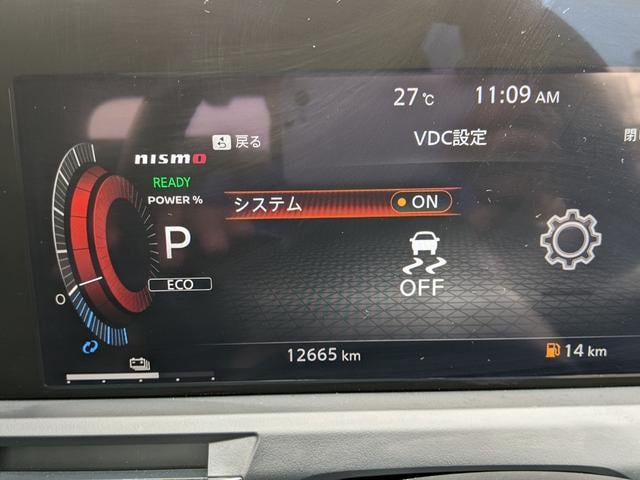 27℃ 11:09 AM
戻る VDC設定
nismo
READY
POWER %
システム ON
P
ECO
OFF
0
12665 km 14 km